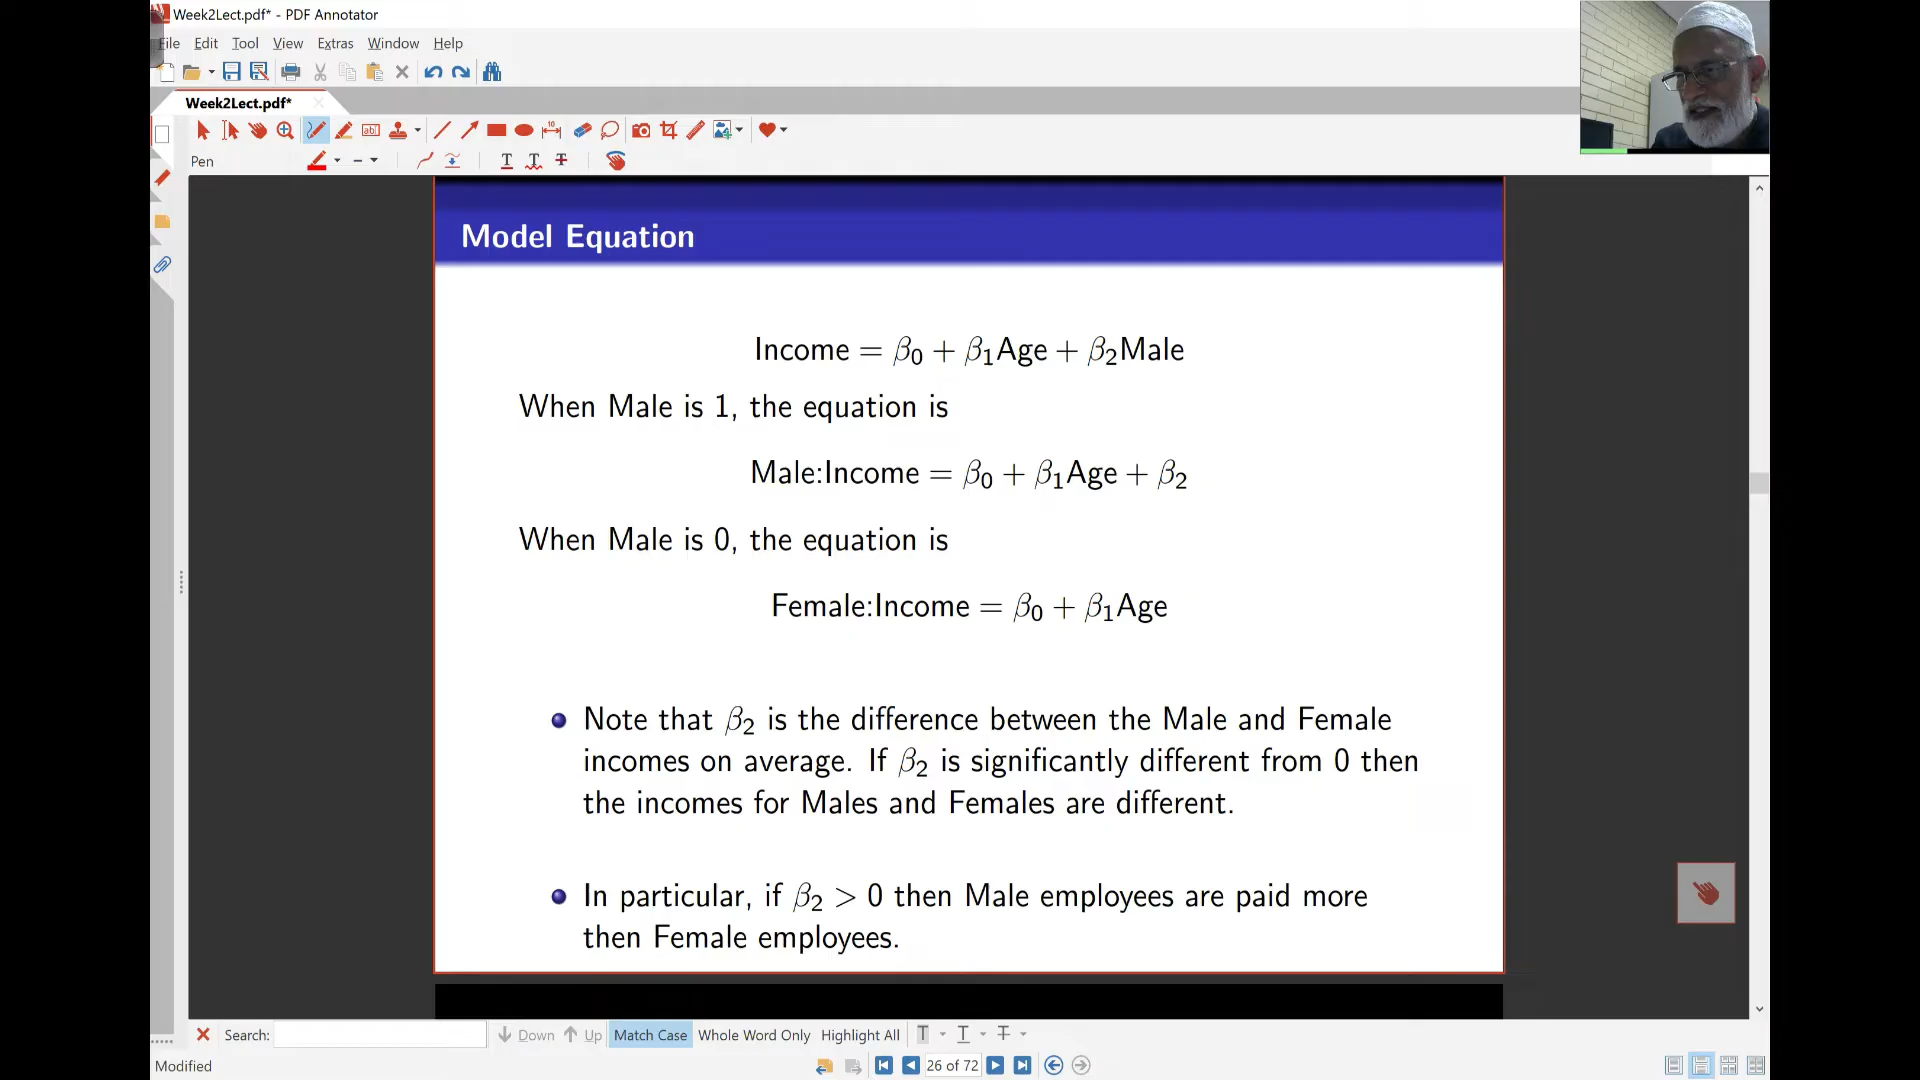 Week2Lect.pdf* - PDF Annotator
File Edit Tool View Extras Window Help
Week2Lect.pdf*
Pen
Model Equation
Income = β₀ + β₁Age + β₂Male
When Male is 1, the equation is
Male:Income = β₀ + β₁Age + β₂
When Male is 0, the equation is
Female:Income = β₀ + β₁Age
Note that β₂ is the difference between the Male and Female
incomes on average. If β₂ is significantly different from 0 then
the incomes for Males and Females are different.
In particular, if β₂ > 0 then Male employees are paid more
then Female employees.
Search: Down Up Match Case Whole Word Only Highlight All
Modified 26 of 72